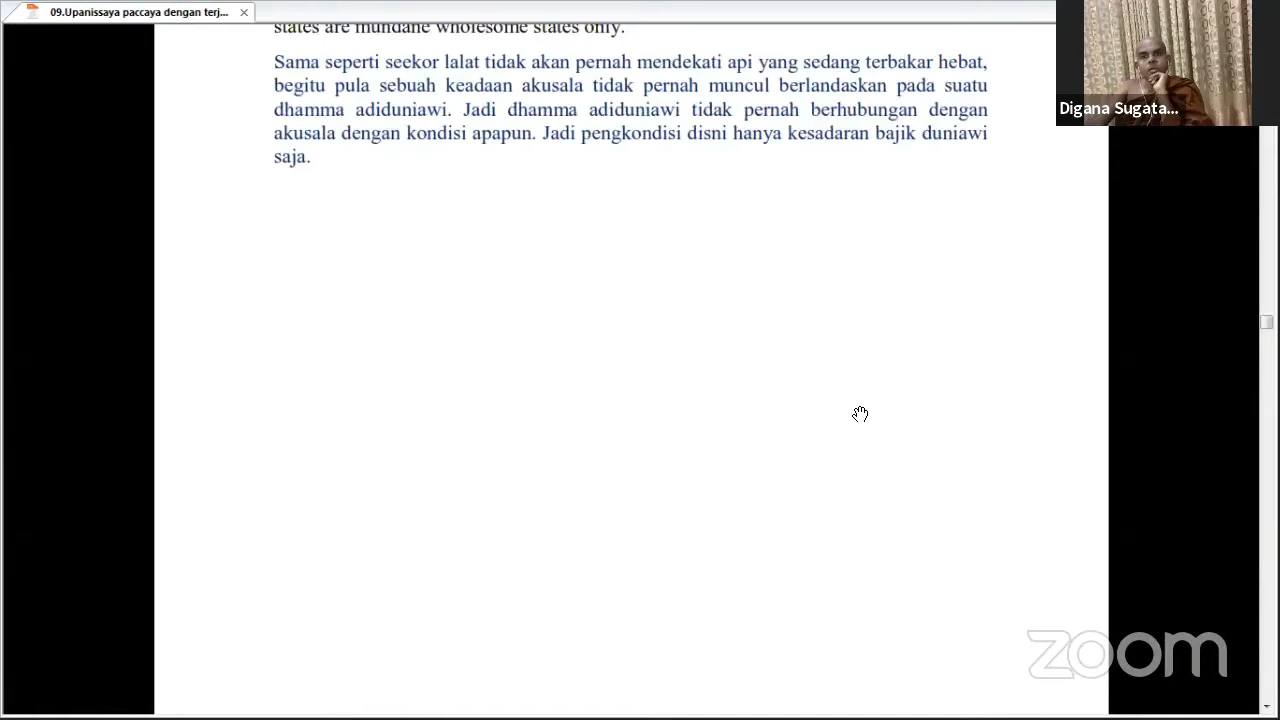 09.Upanissaya paccaya dengan terj...
states are mundane wholesome states only.
Sama seperti seekor lalat tidak akan pernah mendekati api yang sedang terbakar hebat,
begitu pula sebuah keadaan akusala tidak pernah muncul berlandaskan pada suatu
dhamma adiduniawi. Jadi dhamma adiduniawi tidak pernah berhubungan dengan
akusala dengan kondisi apapun. Jadi pengkondisi disni hanya kesadaran bajik duniawi
saja.
Digana Sugata...
zoom